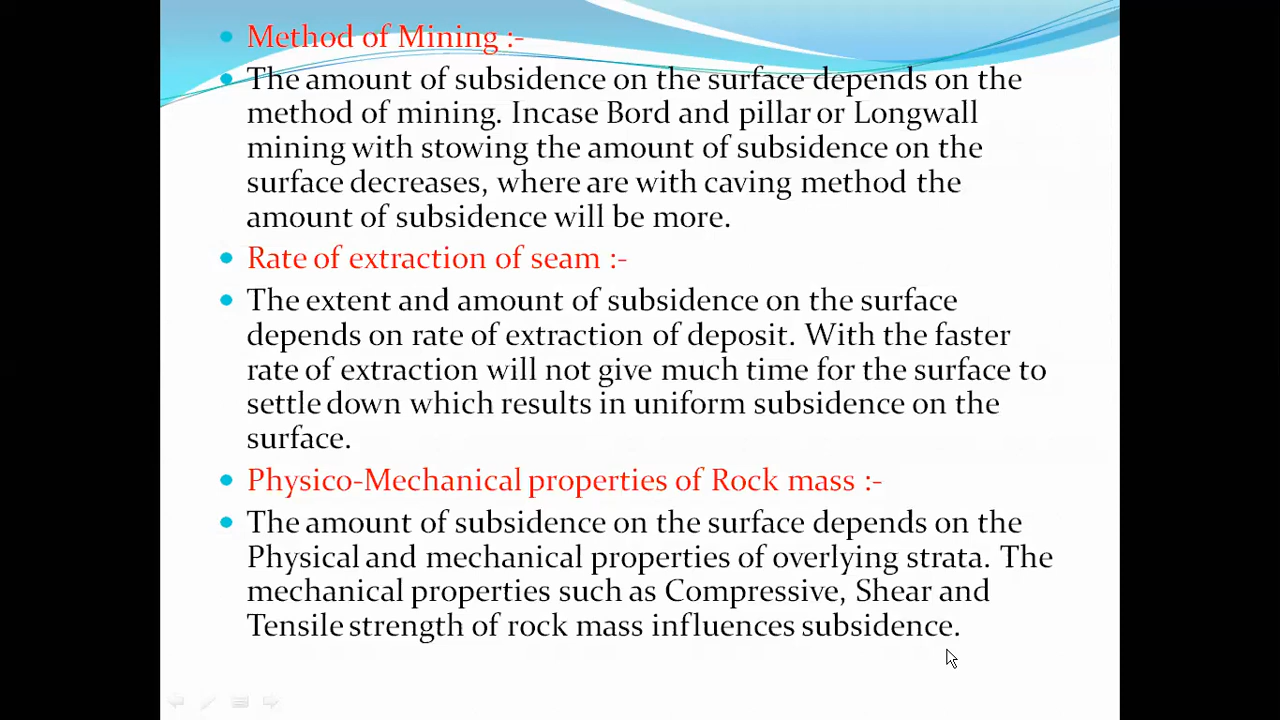 Method of Mining :-
The amount of subsidence on the surface depends on the
method of mining. Incase Bord and pillar or Longwall
mining with stowing the amount of subsidence on the
surface decreases, where are with caving method the
amount of subsidence will be more.
Rate of extraction of seam :-
The extent and amount of subsidence on the surface
depends on rate of extraction of deposit. With the faster
rate of extraction will not give much time for the surface to
settle down which results in uniform subsidence on the
surface.
Physico-Mechanical properties of Rock mass :-
The amount of subsidence on the surface depends on the
Physical and mechanical properties of overlying strata. The
mechanical properties such as Compressive, Shear and
Tensile strength of rock mass influences subsidence.